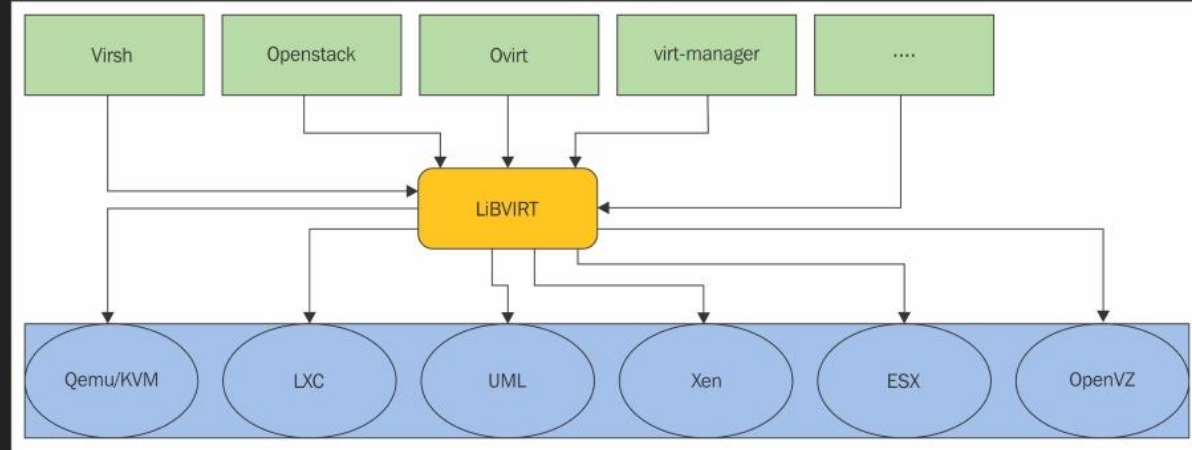 Virsh
Openstack
Ovirt
virt-manager
....
LiBVIRT
Qemu/KVM
LXC
UML
Xen
ESX
OpenVZ